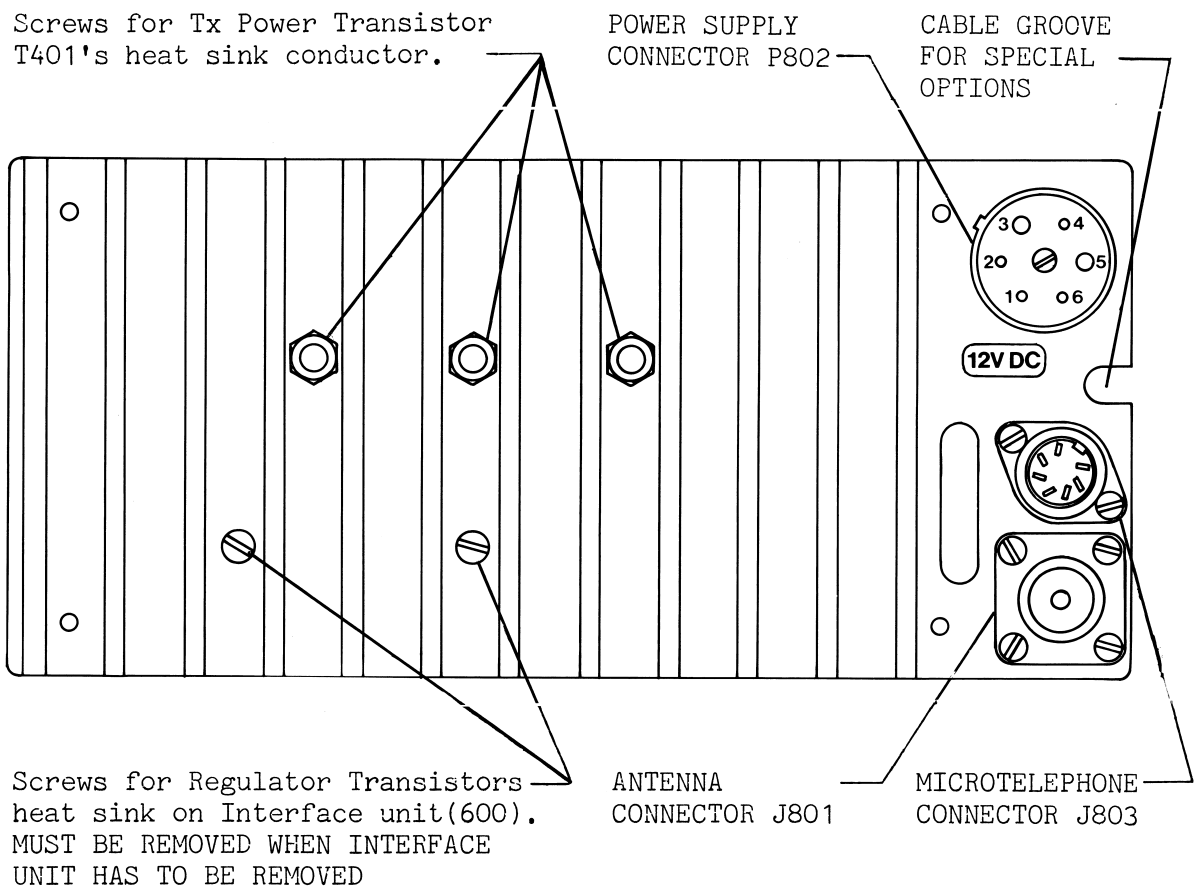 Screws for Tx Power Transistor
T401's heat sink conductor.
POWER SUPPLY
CONNECTOR P802
CABLE GROOVE
FOR SPECIAL
OPTIONS
3 4
2 5
1 6
12V DC
Screws for Regulator Transistors
heat sink on Interface unit(600).
MUST BE REMOVED WHEN INTERFACE
UNIT HAS TO BE REMOVED
ANTENNA
CONNECTOR J801
MICROTELEPHONE
CONNECTOR J803